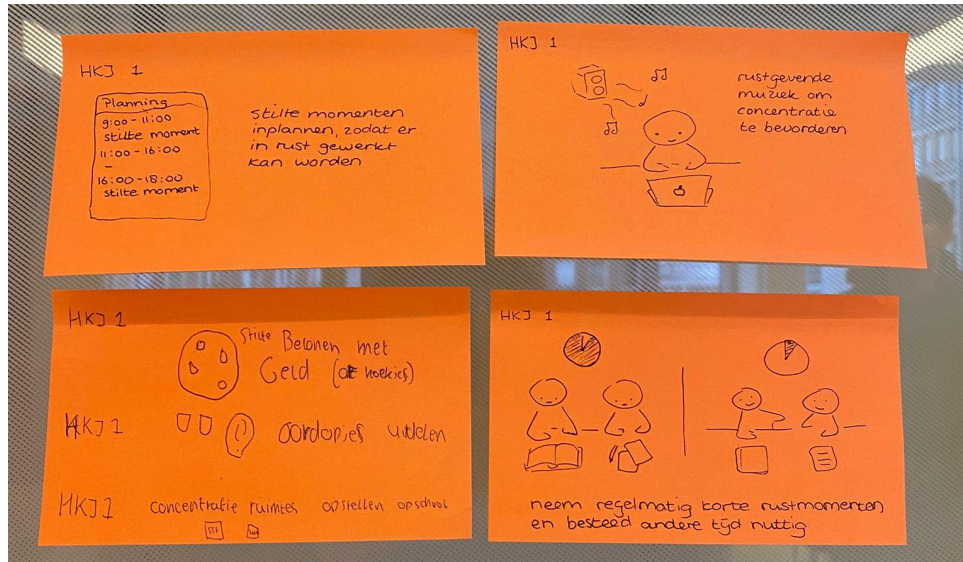 HKJ 1
Planning
9:00 - 11:00
stilte moment
11:00 - 16:00
-
16:00 - 18:00
stilte moment
stilte momenten
inplannen, zodat er
in rust gewerkt
kan worden
HKJ 1
rustgevende
muziek om
concentratie
te bevorderen
HKJ 1
stilte Belonen met
Geld (of koekjes)
HKJ 1
oordopjes uitdelen
HKJ 1
concentratie ruimtes opstellen op school
HKJ 1
neem regelmatig korte rustmomenten
en besteed andere tijd nuttig